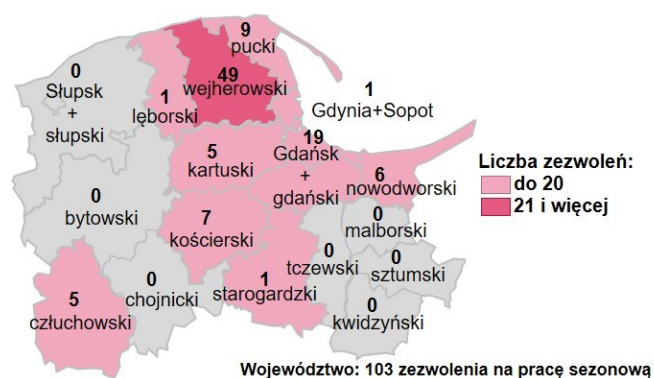 9
pucki
0
Słupsk
+
słupski
49
wejherowski
1
lęborski
1
Gdynia+Sopot
19
Gdańsk
+
gdański
5
kartuski
6
nowodworski
Liczba zezwoleń:
do 20
21 i więcej
0
bytowski
7
kościerski
0
malborski
0
tczewski
0
sztumski
5
człuchowski
0
chojnicki
1
starogardzki
0
kwidzyński
Województwo: 103 zezwolenia na pracę sezonową